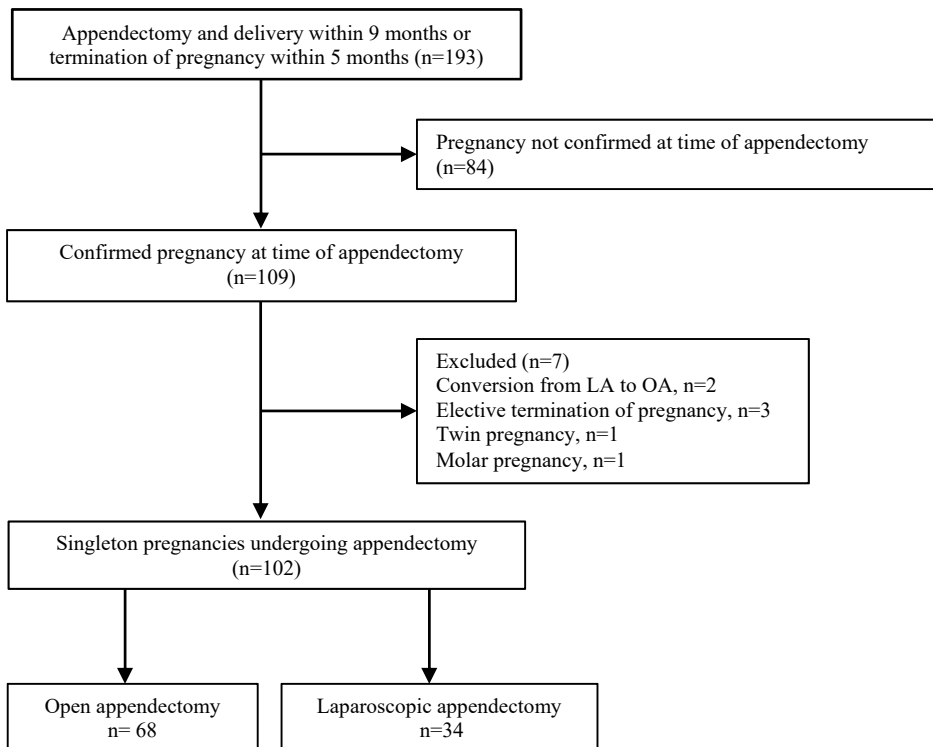 Appendectomy and delivery within 9 months or
termination of pregnancy within 5 months (n=193)
Pregnancy not confirmed at time of appendectomy
(n=84)
Confirmed pregnancy at time of appendectomy
(n=109)
Excluded (n=7)
Conversion from LA to OA, n=2
Elective termination of pregnancy, n=3
Twin pregnancy, n=1
Molar pregnancy, n=1
Singleton pregnancies undergoing appendectomy
(n=102)
Open appendectomy
n= 68
Laparoscopic appendectomy
n=34